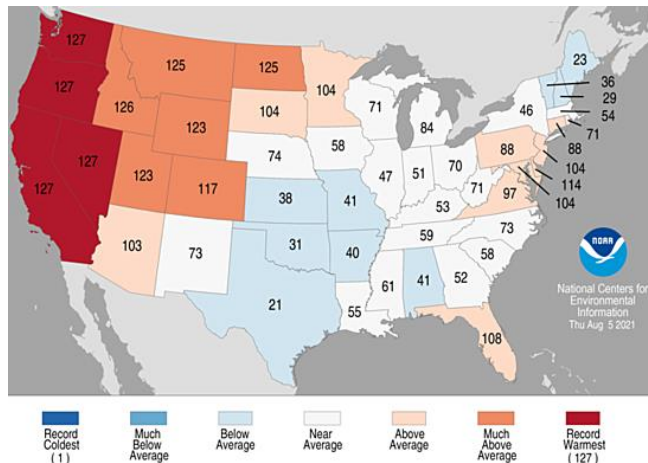 127
125
125
127
126
104
104
123
71
84
46
23
36
29
54
71
88
104
114
104
127
127
123
117
74
58
47
51
70
88
71
97
38
41
53
73
103
73
31
40
59
58
21
55
61
41
52
108
NOAA
National Centers for
Environmental
Information
Thu Aug 5 2021
Record
Coldest
(1)
Much
Below
Average
Below
Average
Near
Average
Above
Average
Much
Above
Average
Record
Warmest
(127)